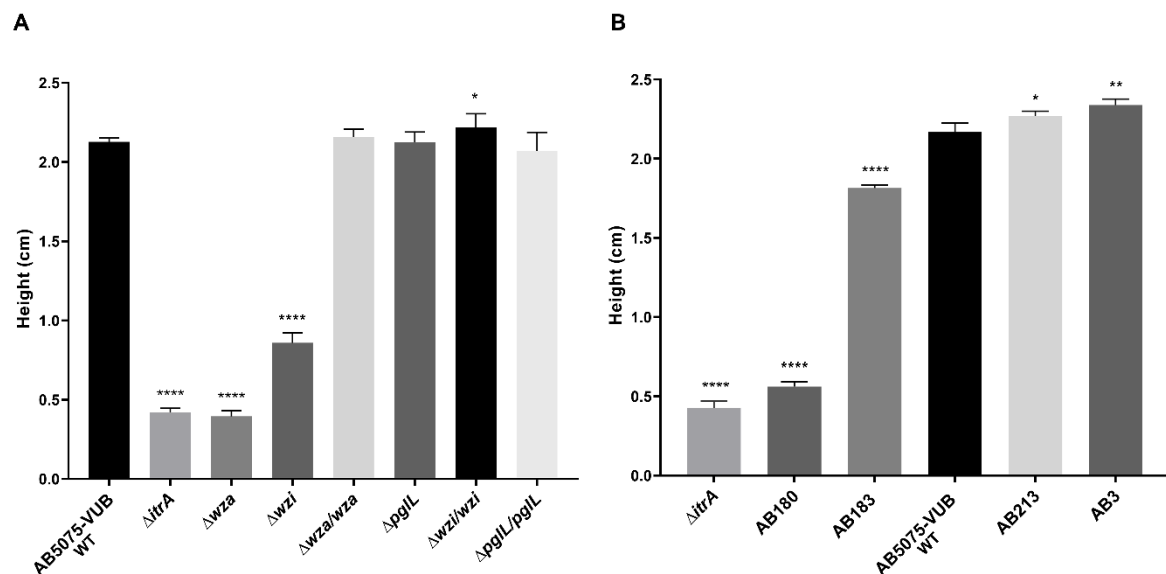 A
Height (cm)
2.5
2.0
1.5
1.0
0.5
0.0
****
****
****
*
AB5075-VUB
WT
ΔitrA
Δwza
Δwzi
Δwza/wza
ΔpglL
Δwzi/wzi
ΔpglL/pglL
B
Height (cm)
2.5
2.0
1.5
1.0
0.5
0.0
****
****
****
*
**
ΔitrA
AB180
AB183
AB5075-VUB
WT
AB213
AB3